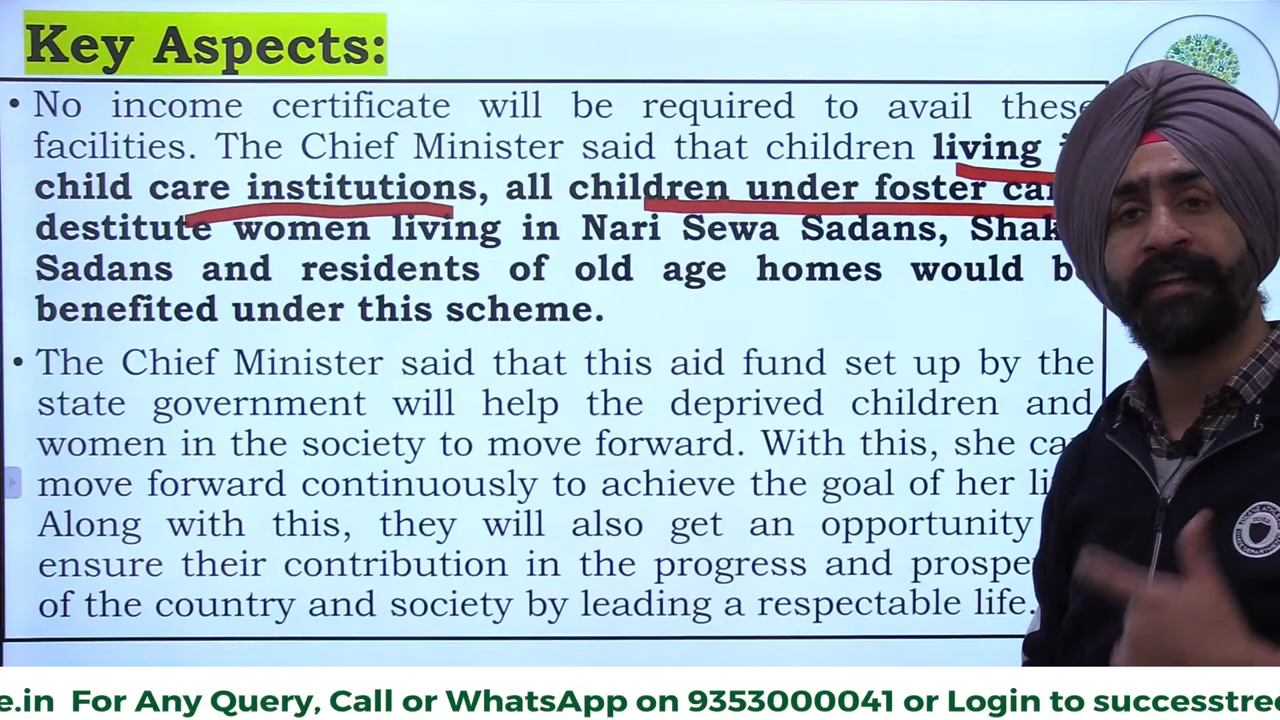 Key Aspects:
• No income certificate will be required to avail these
facilities. The Chief Minister said that children living
child care institutions, all children under foster
destitute women living in Nari Sewa Sadans,
Sadans and residents of old age homes would
benefited under this scheme.
• The Chief Minister said that this aid fund set up by the
state government will help the deprived children and
women in the society to move forward. With this, she
move forward continuously to achieve the goal of her
Along with this, they will also get an opportunity
ensure their contribution in the progress and
of the country and society by leading a respectable life.
e.in For Any Query, Call or WhatsApp on 9353000041 or Login to successtree